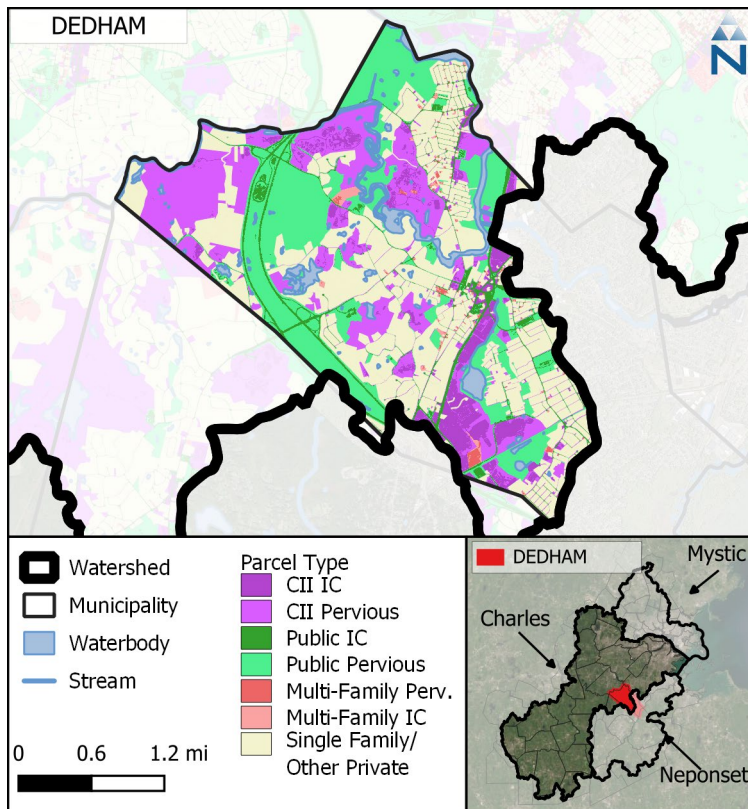 DEDHAM
N
Watershed
Municipality
Waterbody
Stream
0 0.6 1.2 mi
Parcel Type
CII IC
CII Pervious
Public IC
Public Pervious
Multi-Family Perv.
Multi-Family IC
Single Family/
Other Private
DEDHAM
Mystic
Charles
Neponset